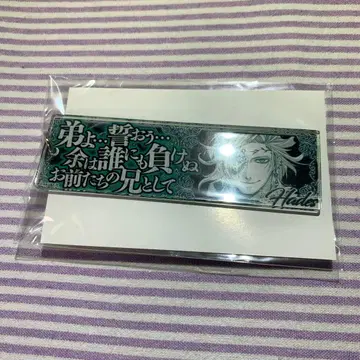 弟よ…誓おう…
余は誰にも負けぬ
お前たちの兄として
Hades